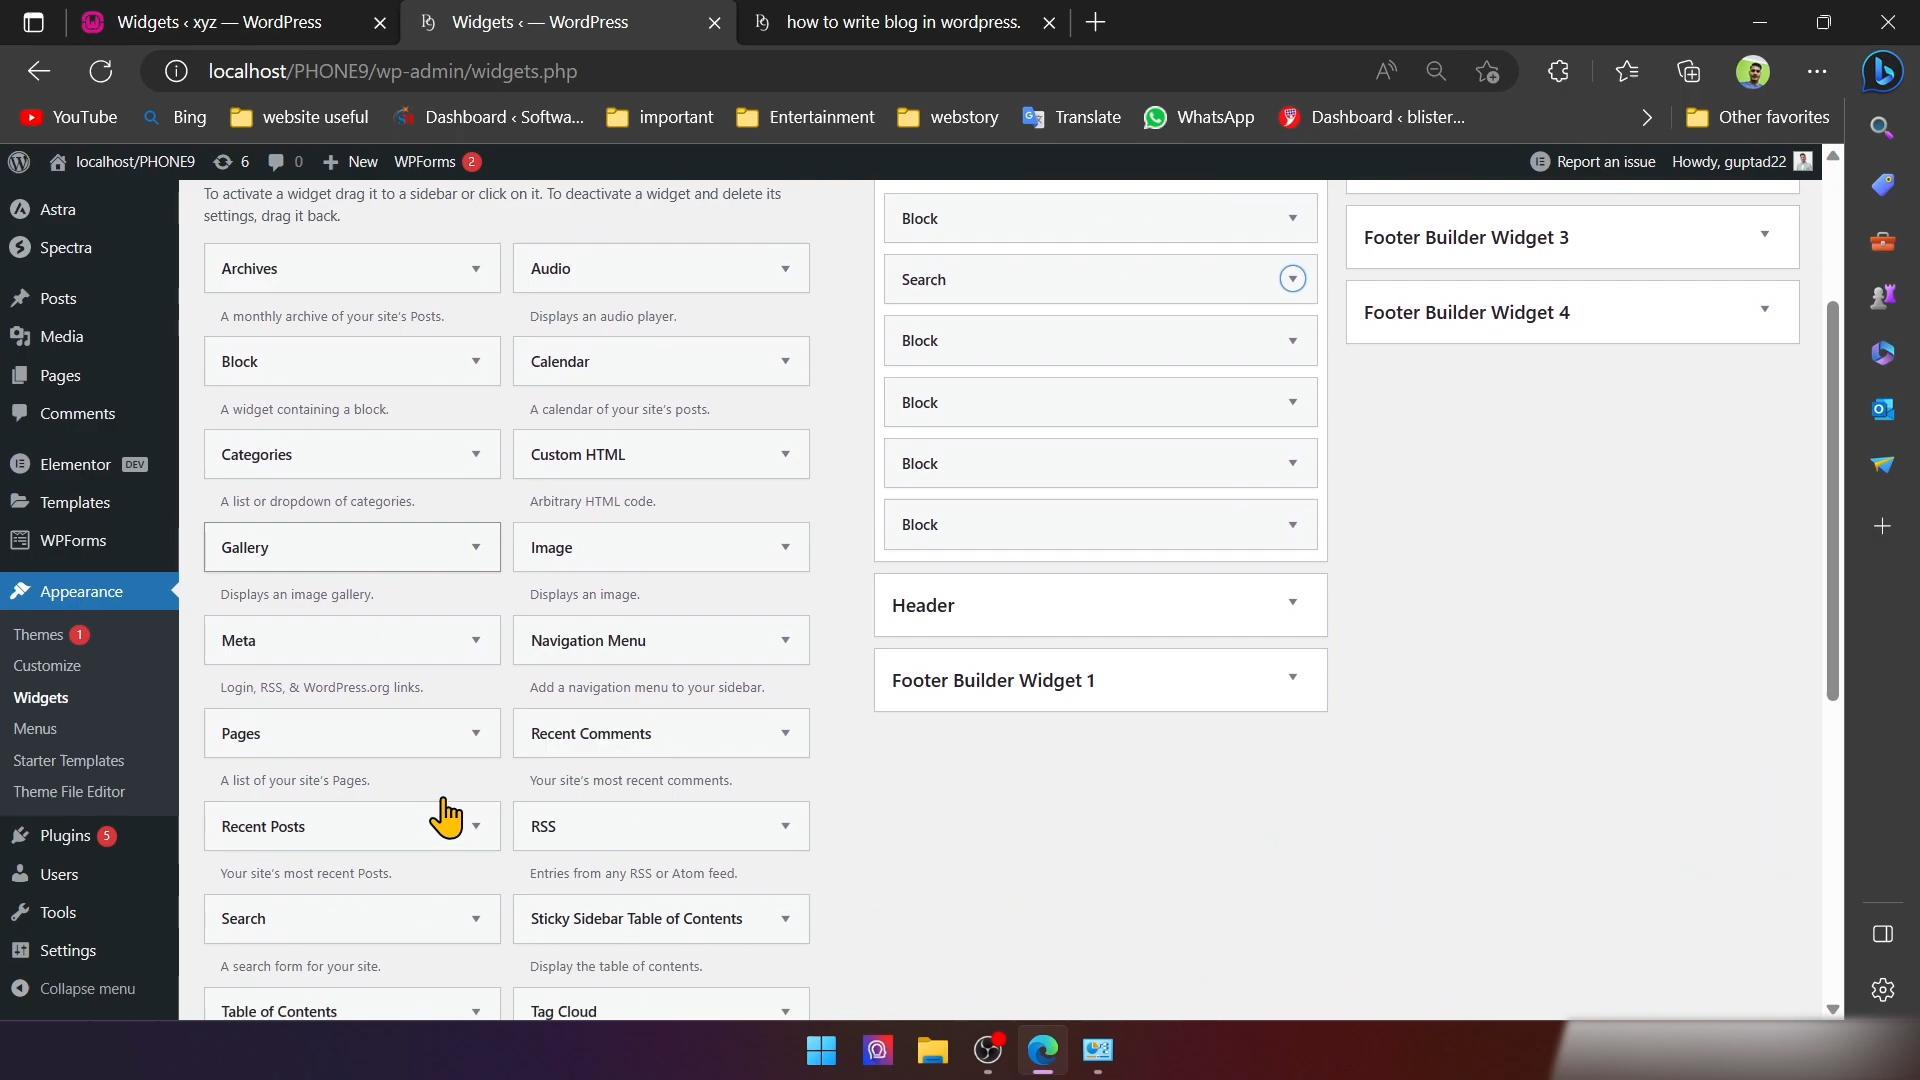 Widgets ‹ xyz — WordPress
Widgets ‹ — WordPress
how to write blog in wordpress.
localhost/PHONE9/wp-admin/widgets.php
YouTube
Bing
website useful
Dashboard ‹ Softwa...
important
Entertainment
webstory
Translate
WhatsApp
Dashboard ‹ blister...
Other favorites
localhost/PHONE9
6
0
New
WPForms 2
Report an issue
Howdy, guptad22
Astra
Spectra
Posts
Media
Pages
Comments
Elementor DEV
Templates
WPForms
Appearance
Themes 1
Customize
Widgets
Menus
Starter Templates
Theme File Editor
Plugins 5
Users
Tools
Settings
Collapse menu
To activate a widget drag it to a sidebar or click on it. To deactivate a widget and delete its
settings, drag it back.
Archives
Audio
A monthly archive of your site's Posts.
Displays an audio player.
Block
Calendar
A widget containing a block.
A calendar of your site's posts.
Categories
Custom HTML
A list or dropdown of categories.
Arbitrary HTML code.
Gallery
Image
Displays an image gallery.
Displays an image.
Meta
Navigation Menu
Login, RSS, & WordPress.org links.
Add a navigation menu to your sidebar.
Pages
Recent Comments
A list of your site's Pages.
Your site's most recent comments.
Recent Posts
RSS
Your site's most recent Posts.
Entries from any RSS or Atom feed.
Search
Sticky Sidebar Table of Contents
A search form for your site.
Display the table of contents.
Table of Contents
Tag Cloud
Block
Search
Block
Block
Block
Block
Header
Footer Builder Widget 1
Footer Builder Widget 3
Footer Builder Widget 4